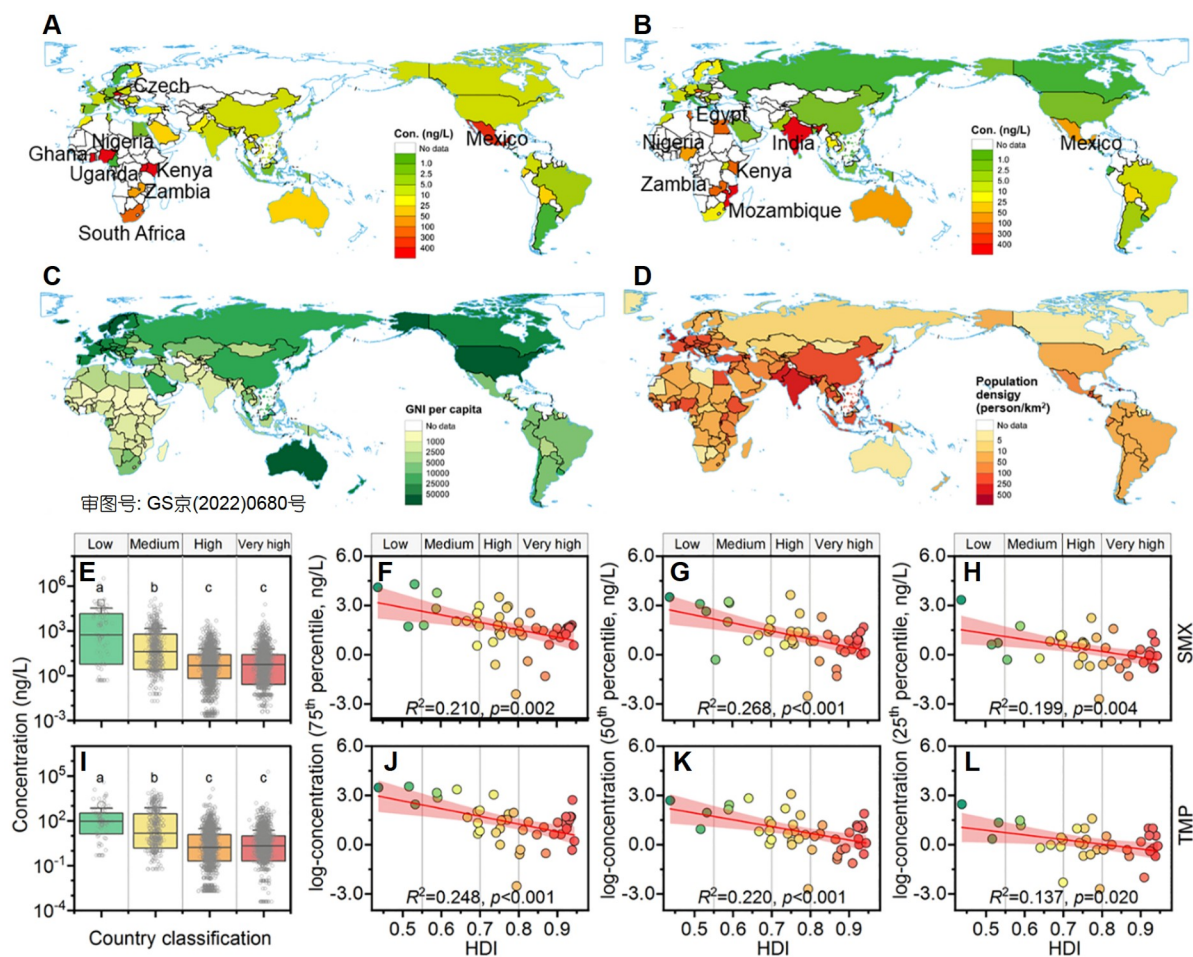 A
Czech
Nigeria
Ghana
Uganda
Kenya
Zambia
South Africa
Mexico
Con. (ng/L)
No data
1.0
2.5
5.0
10
25
50
100
300
400
B
Egypt
Nigeria
India
Kenya
Zambia
Mozambique
Mexico
Con. (ng/L)
No data
1.0
2.5
5.0
10
25
50
100
300
400
C
GNI per capita
No data
1000
2500
5000
10000
25000
50000
审图号: GS京(2022)0680号
D
Population
densigy
(person/km²)
No data
5
10
50
100
250
500
Low Medium High Very high
E
a b c c
10⁶
10³
10⁰
10⁻³
Concentration (ng/L)
Low Medium High Very high
F
6.0
3.0
0.0
-3.0
R²=0.210, p=0.002
log-concentration (75th percentile, ng/L)
Low Medium High Very high
G
6.0
3.0
0.0
-3.0
R²=0.268, p<0.001
log-concentration (50th percentile, ng/L)
Low Medium High Very high
H
6.0
3.0
0.0
-3.0
R²=0.199, p=0.004
log-concentration (25th percentile, ng/L)
SMX
I
a b c c
10⁵
10²
10⁻¹
10⁻⁴
Country classification
J
6.0
3.0
0.0
-3.0
R²=0.248, p<0.001
0.5 0.6 0.7 0.8 0.9
HDI
K
6.0
3.0
0.0
-3.0
R²=0.220, p<0.001
0.5 0.6 0.7 0.8 0.9
HDI
L
6.0
3.0
0.0
-3.0
R²=0.137, p=0.020
0.5 0.6 0.7 0.8 0.9
HDI
TMP